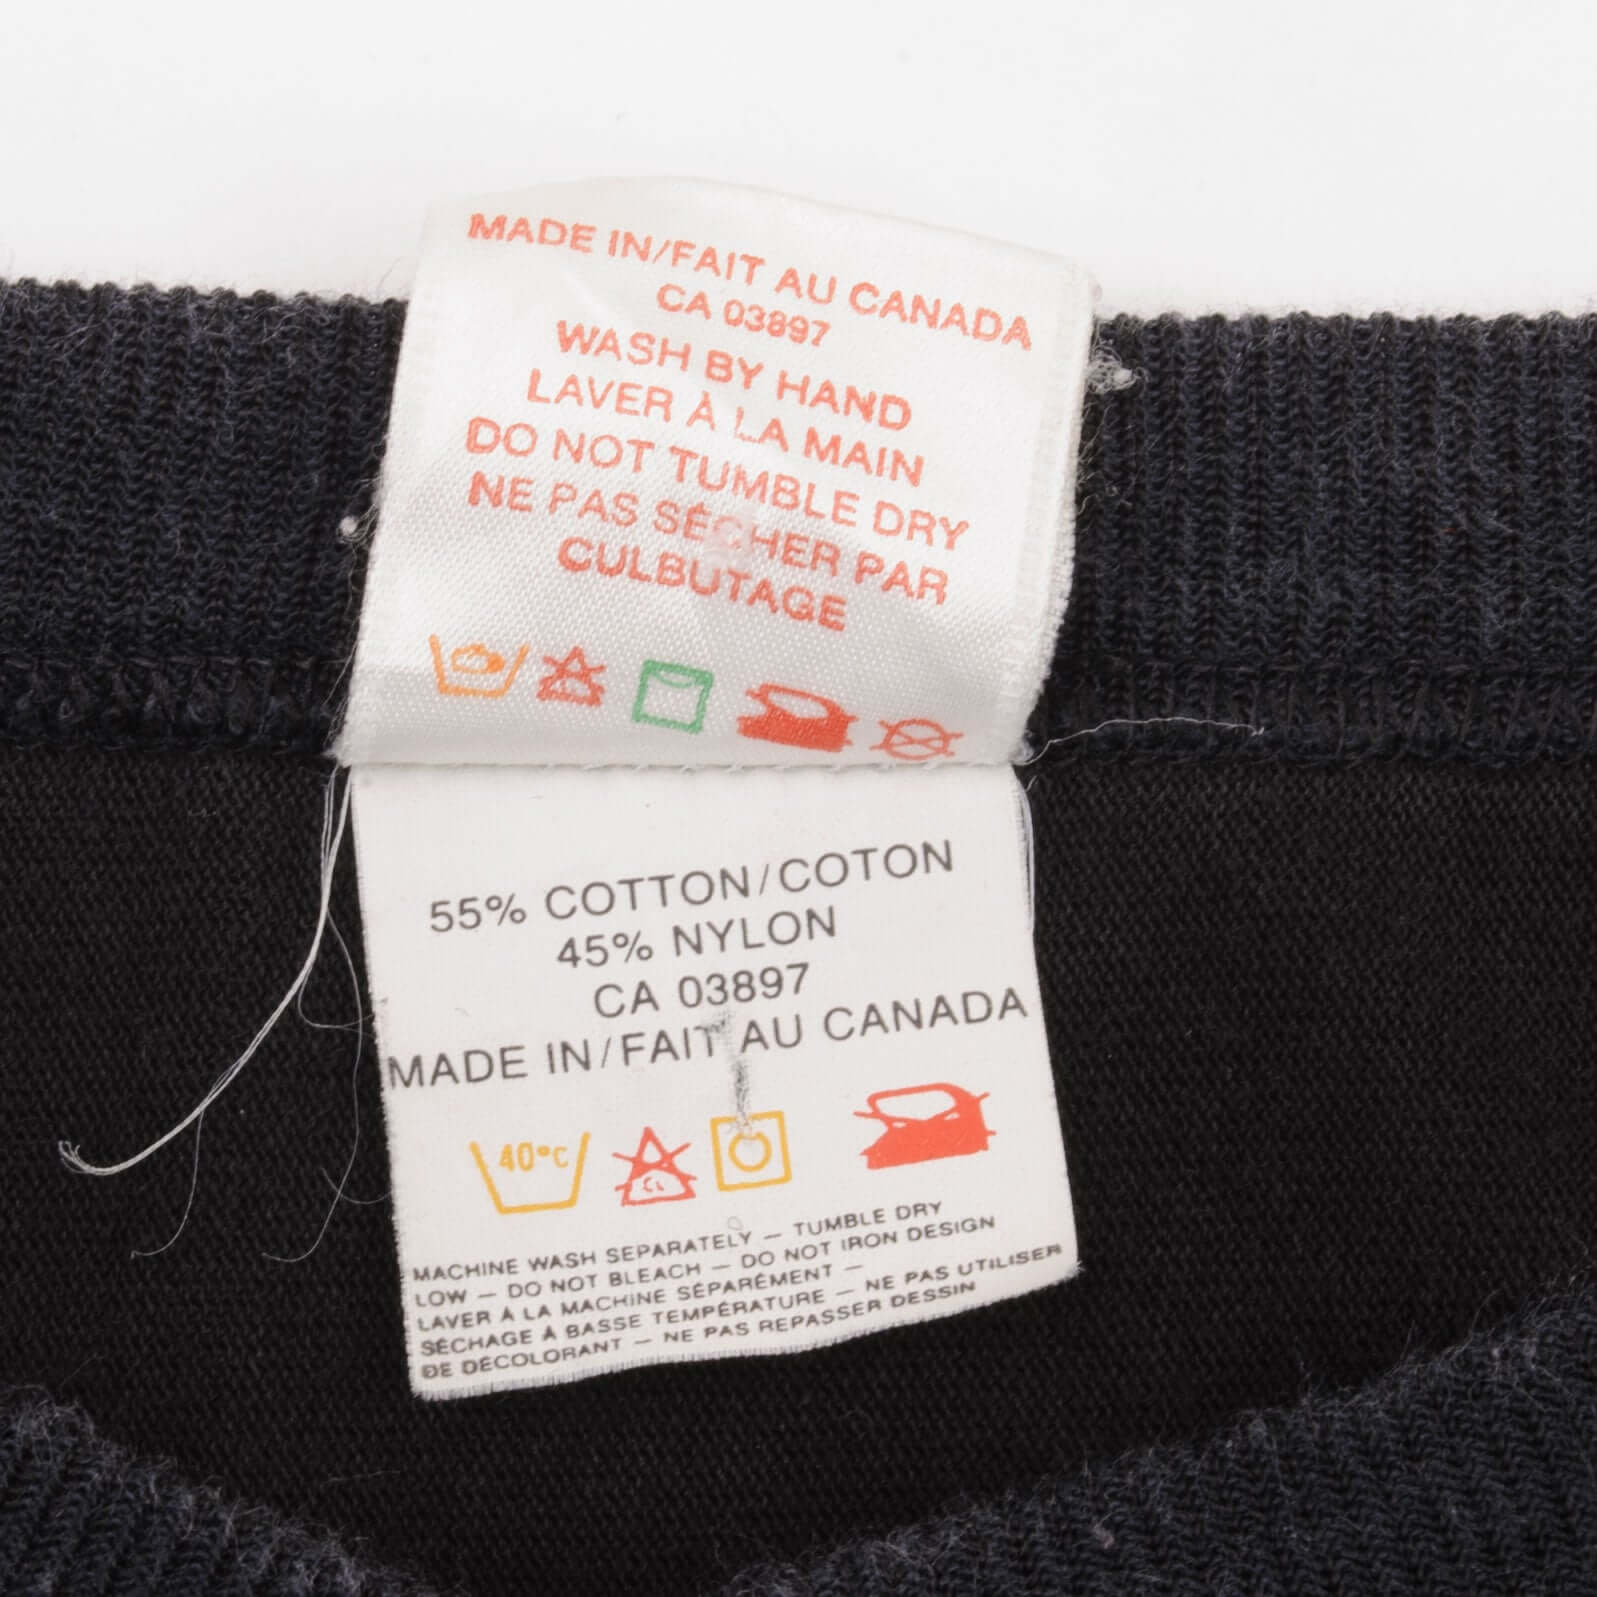 MADE IN/FAIT AU CANADA
CA 03897
WASH BY HAND
LAVER À LA MAIN
DO NOT TUMBLE DRY
NE PAS SÉCHER PAR
CULBUTAGE
55% COTTON/COTON
45% NYLON
CA 03897
MADE IN/FAIT AU CANADA
40°C
CL
MACHINE WASH SEPARATELY — TUMBLE DRY
LOW — DO NOT BLEACH — DO NOT IRON DESIGN
LAVER À LA MACHINE SÉPARÉMENT —
SÉCHAGE À BASSE TEMPÉRATURE — NE PAS UTILISER
DE DÉCOLORANT — NE PAS REPASSER DESSIN